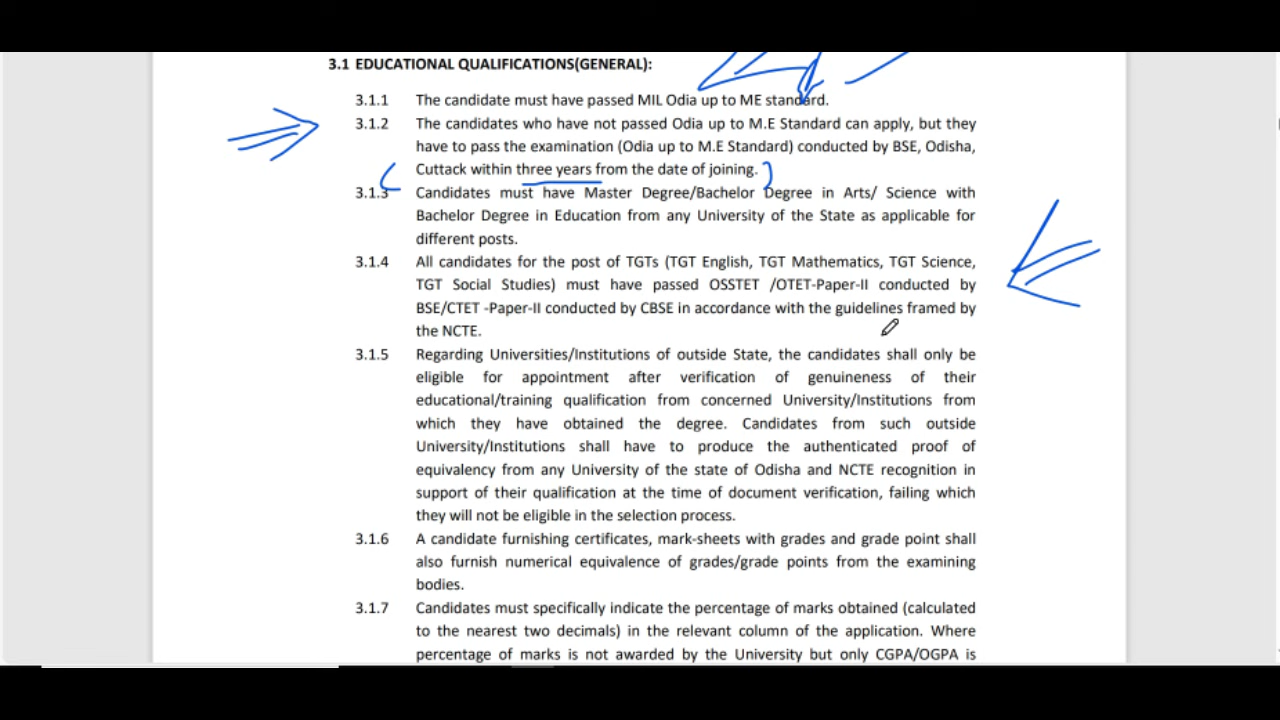 3.1 EDUCATIONAL QUALIFICATIONS(GENERAL):
3.1.1 The candidate must have passed MIL Odia up to ME standard.
3.1.2 The candidates who have not passed Odia up to M.E Standard can apply, but they
have to pass the examination (Odia up to M.E Standard) conducted by BSE, Odisha,
Cuttack within three years from the date of joining.
3.1.3 Candidates must have Master Degree/Bachelor Degree in Arts/ Science with
Bachelor Degree in Education from any University of the State as applicable for
different posts.
3.1.4 All candidates for the post of TGTs (TGT English, TGT Mathematics, TGT Science,
TGT Social Studies) must have passed OSSTET /OTET-Paper-II conducted by
BSE/CTET -Paper-II conducted by CBSE in accordance with the guidelines framed by
the NCTE.
3.1.5 Regarding Universities/Institutions of outside State, the candidates shall only be
eligible for appointment after verification of genuineness of their
educational/training qualification from concerned University/Institutions from
which they have obtained the degree. Candidates from such outside
University/Institutions shall have to produce the authenticated proof of
equivalency from any University of the state of Odisha and NCTE recognition in
support of their qualification at the time of document verification, failing which
they will not be eligible in the selection process.
3.1.6 A candidate furnishing certificates, mark-sheets with grades and grade point shall
also furnish numerical equivalence of grades/grade points from the examining
bodies.
3.1.7 Candidates must specifically indicate the percentage of marks obtained (calculated
to the nearest two decimals) in the relevant column of the application. Where
percentage of marks is not awarded by the University but only CGPA/OGPA is